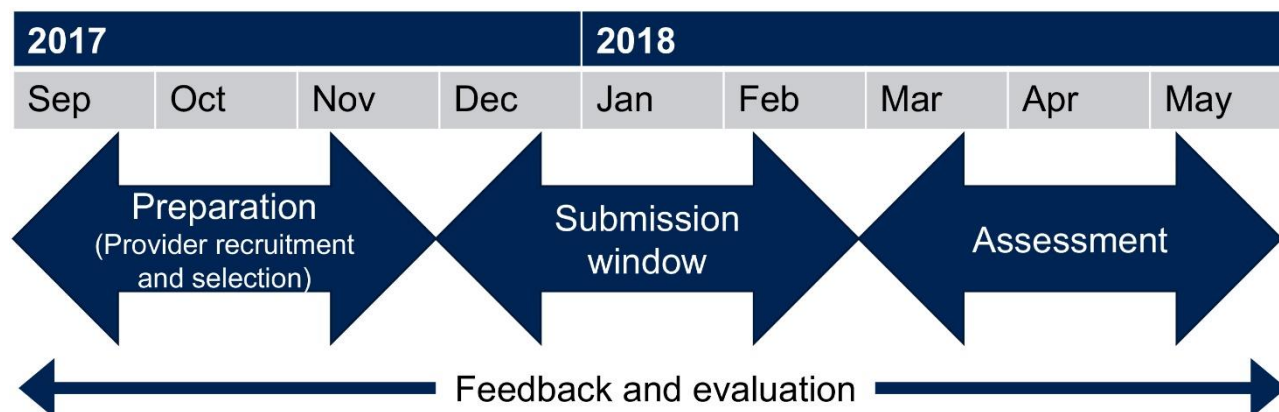 2017 2018
Sep Oct Nov Dec Jan Feb Mar Apr May
Preparation
(Provider recruitment
and selection)
Submission
window
Assessment
Feedback and evaluation